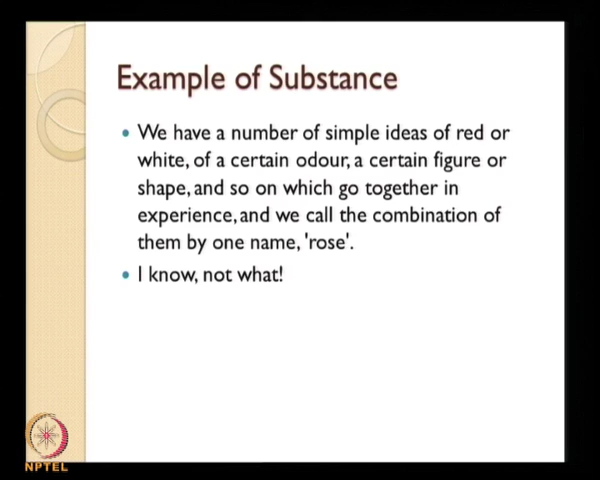 Example of Substance
• We have a number of simple ideas of red or
white, of a certain odour, a certain figure or
shape, and so on which go together in
experience, and we call the combination of
them by one name, 'rose'.
• I know, not what!
NPTEL